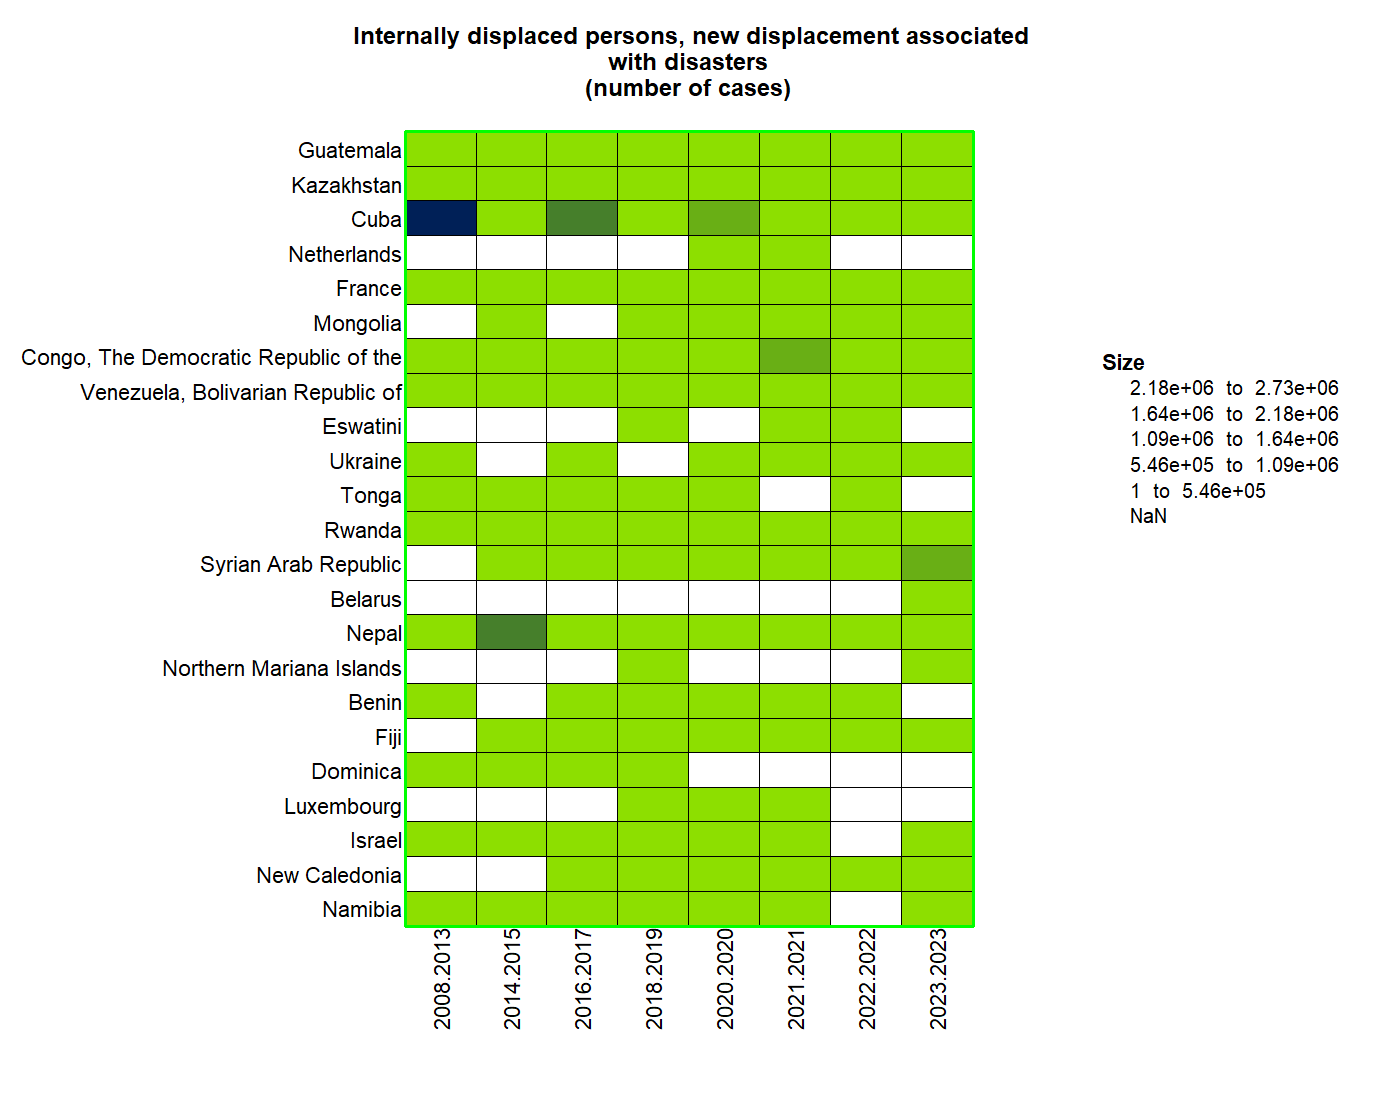 Internally displaced persons, new displacement associated
with disasters
(number of cases)
Guatemala
Kazakhstan
Cuba
Netherlands
France
Mongolia
Congo, The Democratic Republic of the
Venezuela, Bolivarian Republic of
Eswatini
Ukraine
Tonga
Rwanda
Syrian Arab Republic
Belarus
Nepal
Northern Mariana Islands
Benin
Fiji
Dominica
Luxembourg
Israel
New Caledonia
Namibia
2008.2013
2014.2015
2016.2017
2018.2019
2020.2020
2021.2021
2022.2022
2023.2023
Size
2.18e+06 to 2.73e+06
1.64e+06 to 2.18e+06
1.09e+06 to 1.64e+06
5.46e+05 to 1.09e+06
1 to 5.46e+05
NaN